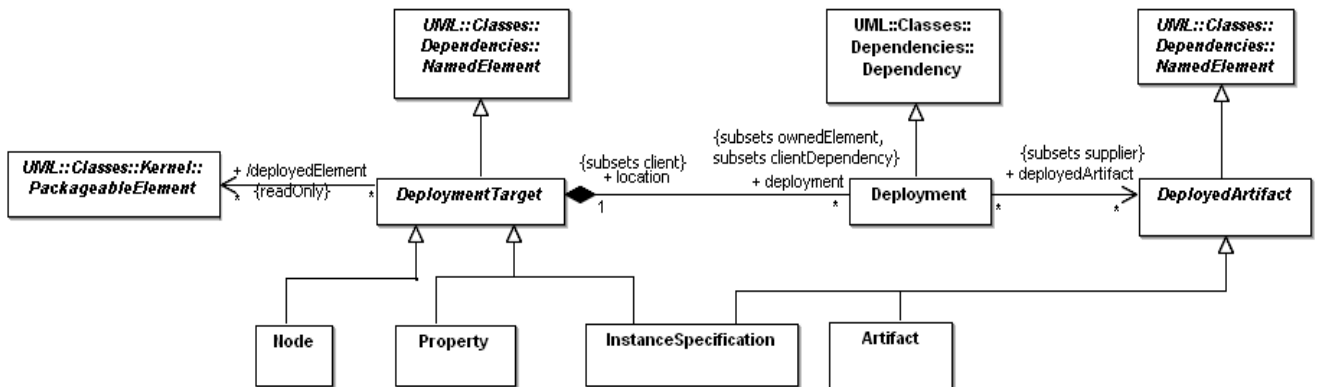 UML::Classes::
Dependencies::
NamedElement
UML::Classes::
Dependencies::
Dependency
UML::Classes::
Dependencies::
NamedElement
UML::Classes::Kernel::
PackageableElement
+ /deployedElement
{readOnly}
*
*
DeploymentTarget
{subsets client}
+ location
1
{subsets ownedElement,
subsets clientDependency}
+ deployment
*
Deployment
*
{subsets supplier}
+ deployedArtifact
*
DeployedArtifact
Node
Property
InstanceSpecification
Artifact